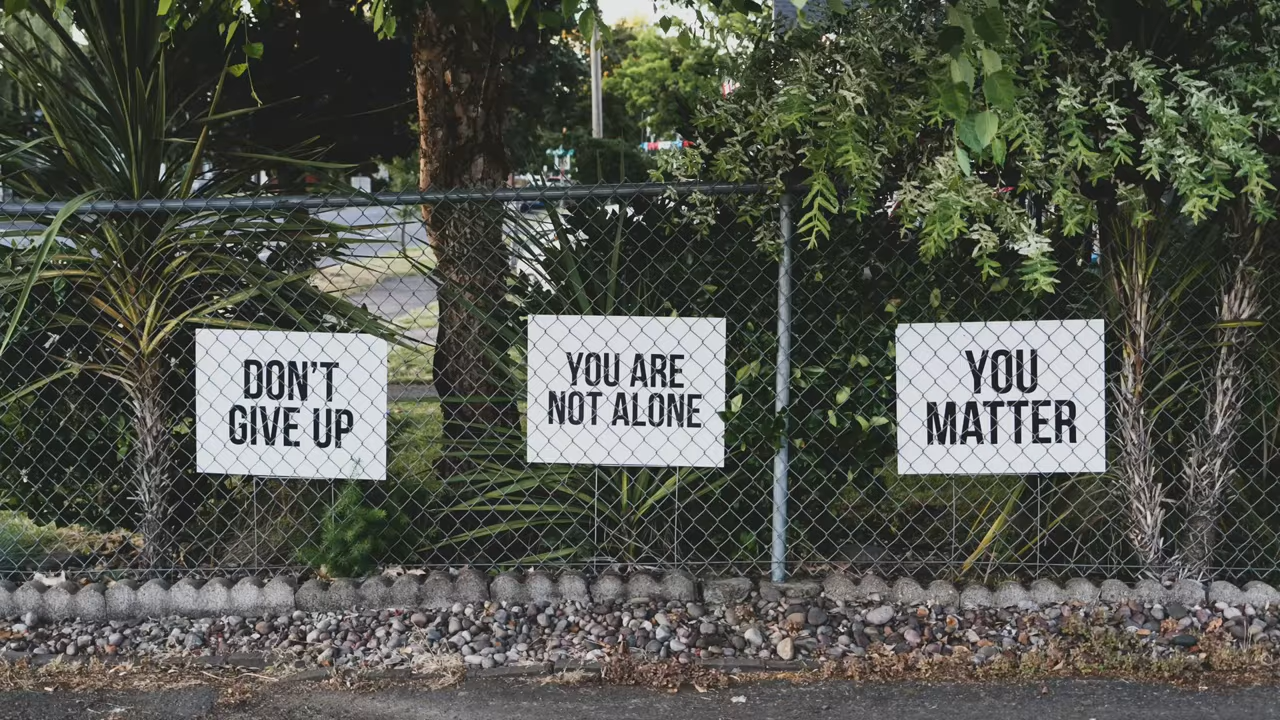 DON'T
GIVE UP
YOU ARE
NOT ALONE
YOU
MATTER